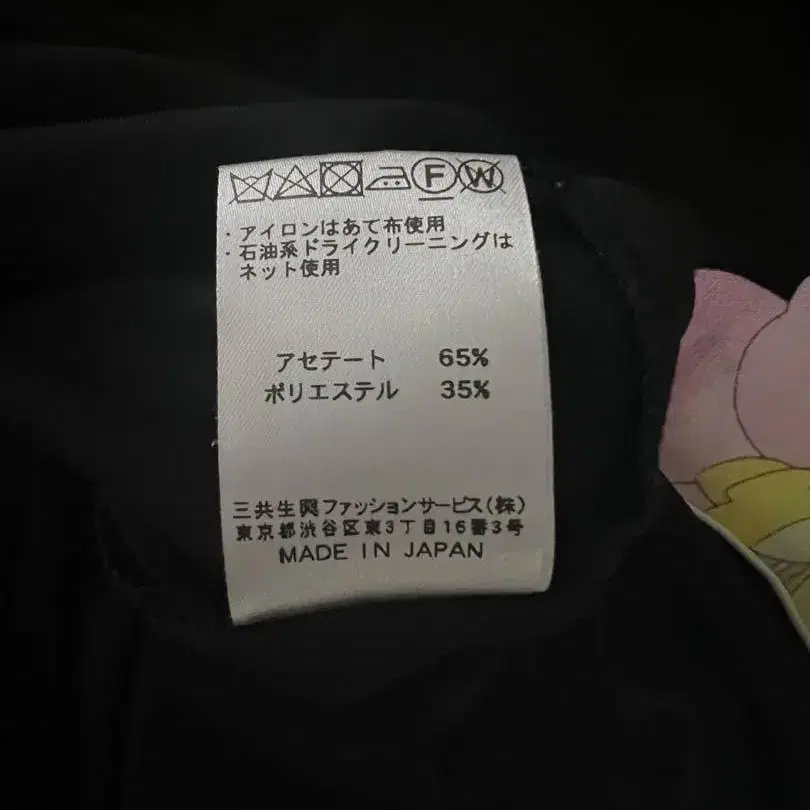 F W
・アイロンはあて布使用
・石油系ドライクリーニングは
ネット使用
アセテート 65%
ポリエステル 35%
三共生興ファッションサービス(株)
東京都渋谷区東3丁目16番3号
MADE IN JAPAN